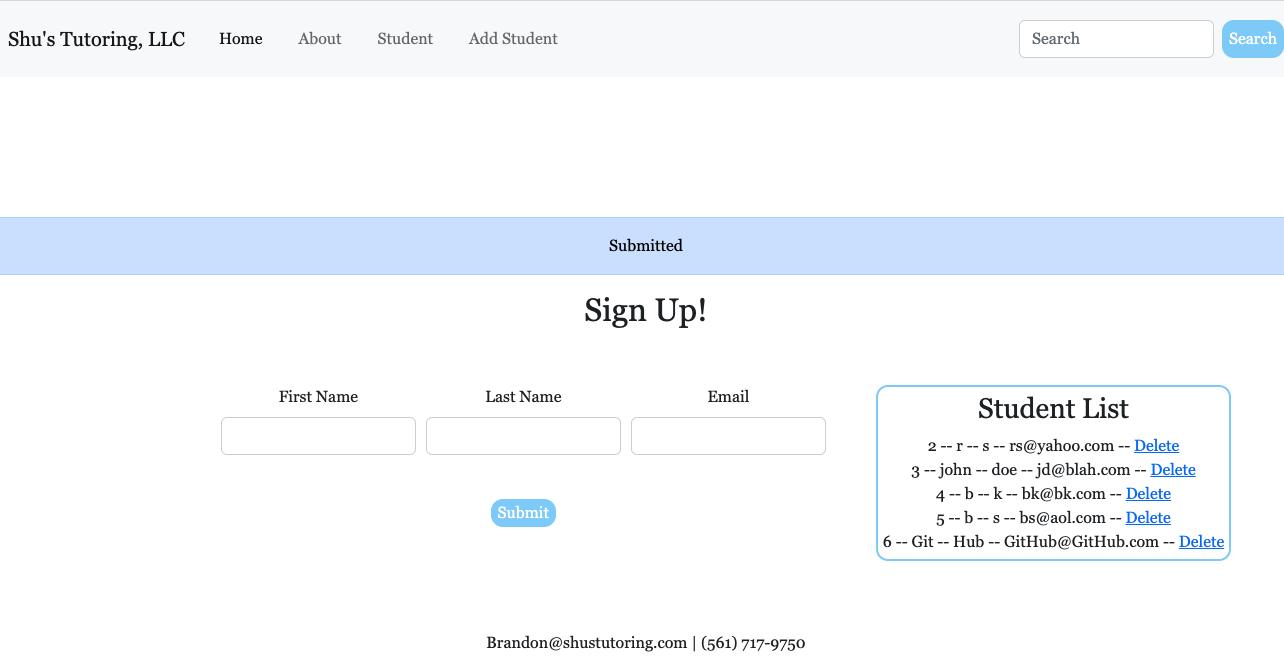 Shu's Tutoring, LLC Home About Student Add Student Search Search
Submitted
Sign Up!
First Name Last Name Email
Submit
Student List
2 -- r -- s -- rs@yahoo.com -- Delete
3 -- john -- doe -- jd@blah.com -- Delete
4 -- b -- k -- bk@bk.com -- Delete
5 -- b -- s -- bs@aol.com -- Delete
6 -- Git -- Hub -- GitHub@GitHub.com -- Delete
Brandon@shustutoring.com | (561) 717-9750